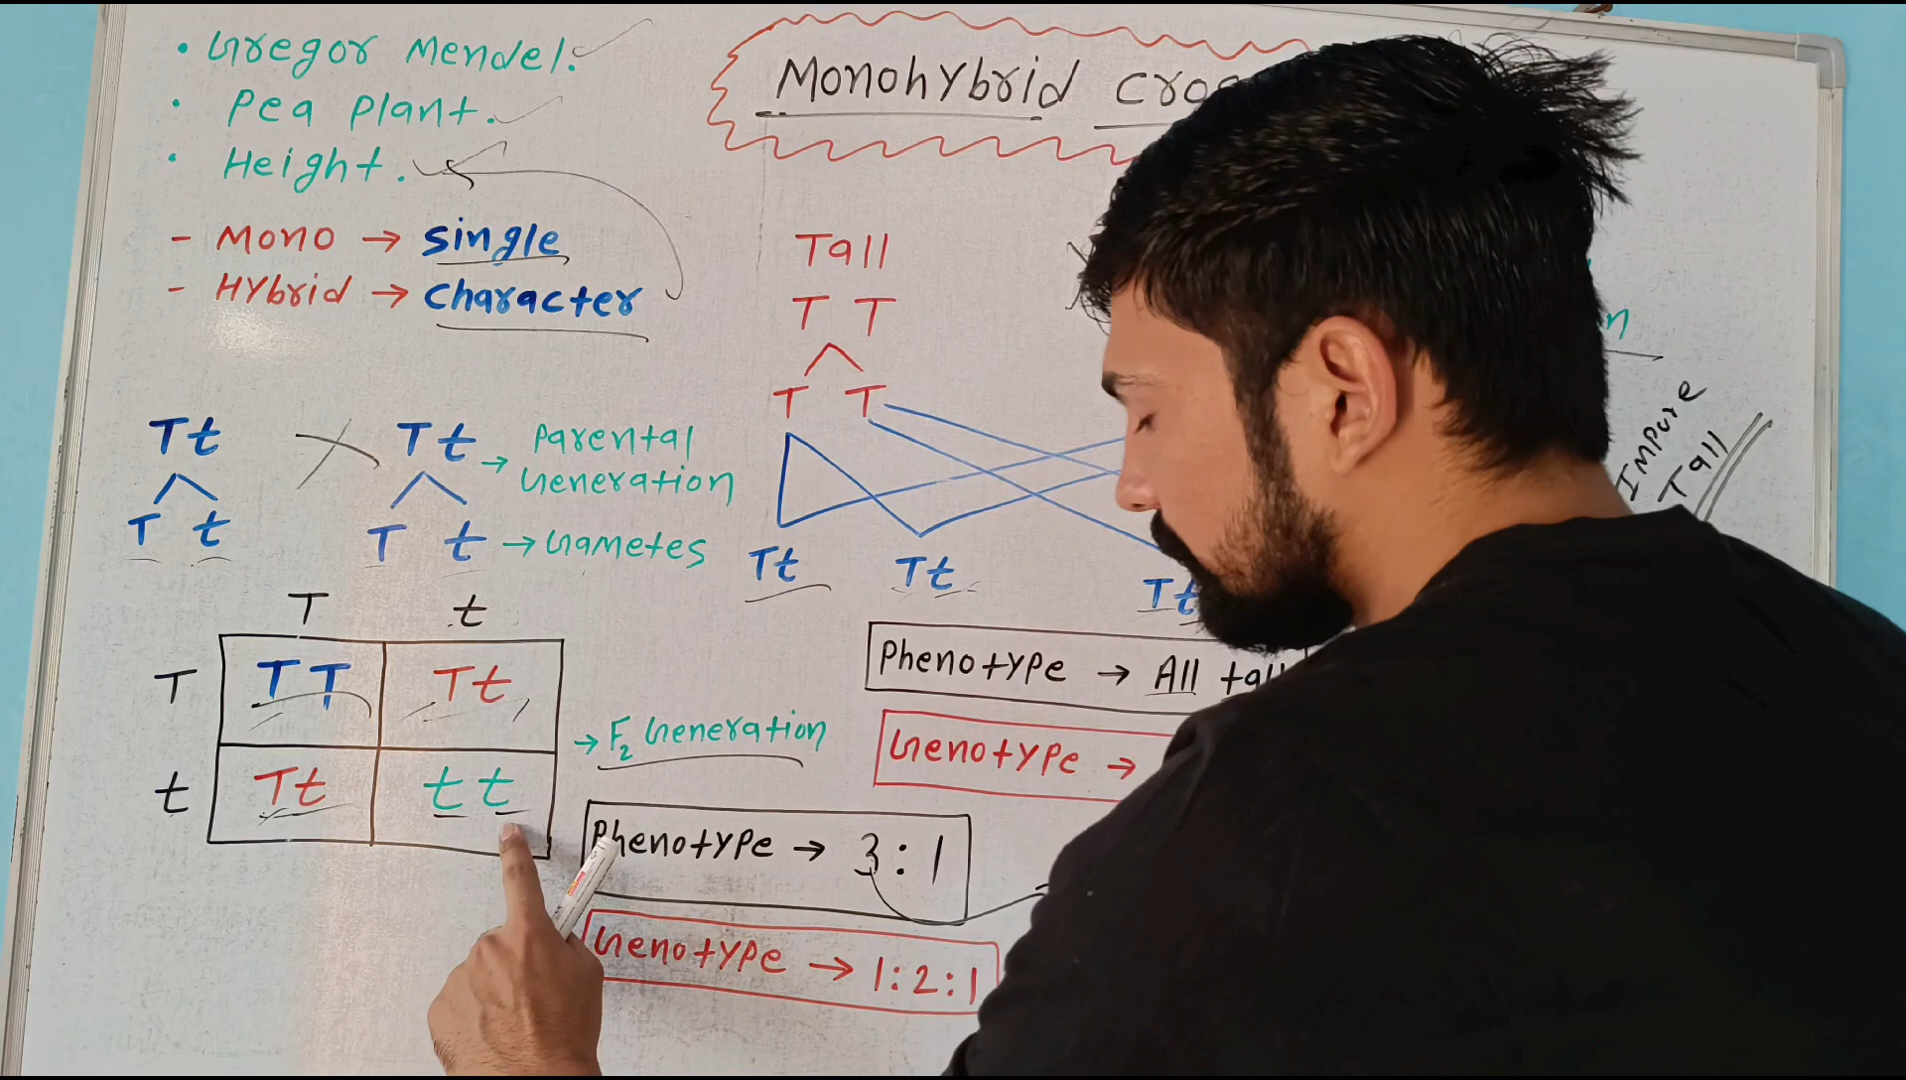 • Gregor Mendel.
• Pea plant.
• Height.
- Mono → single
- Hybrid → character
Monohybrid
Tall
T T
T T
Tt Tt Tt
Impure
Tall
Phenotype → All tall
Genotype →
Tt Tt → Parental
Generation
T t T t → Gametes
T t
T TT Tt
t Tt tt
→ F2 Generation
Phenotype → 3:1
Genotype → 1:2:1